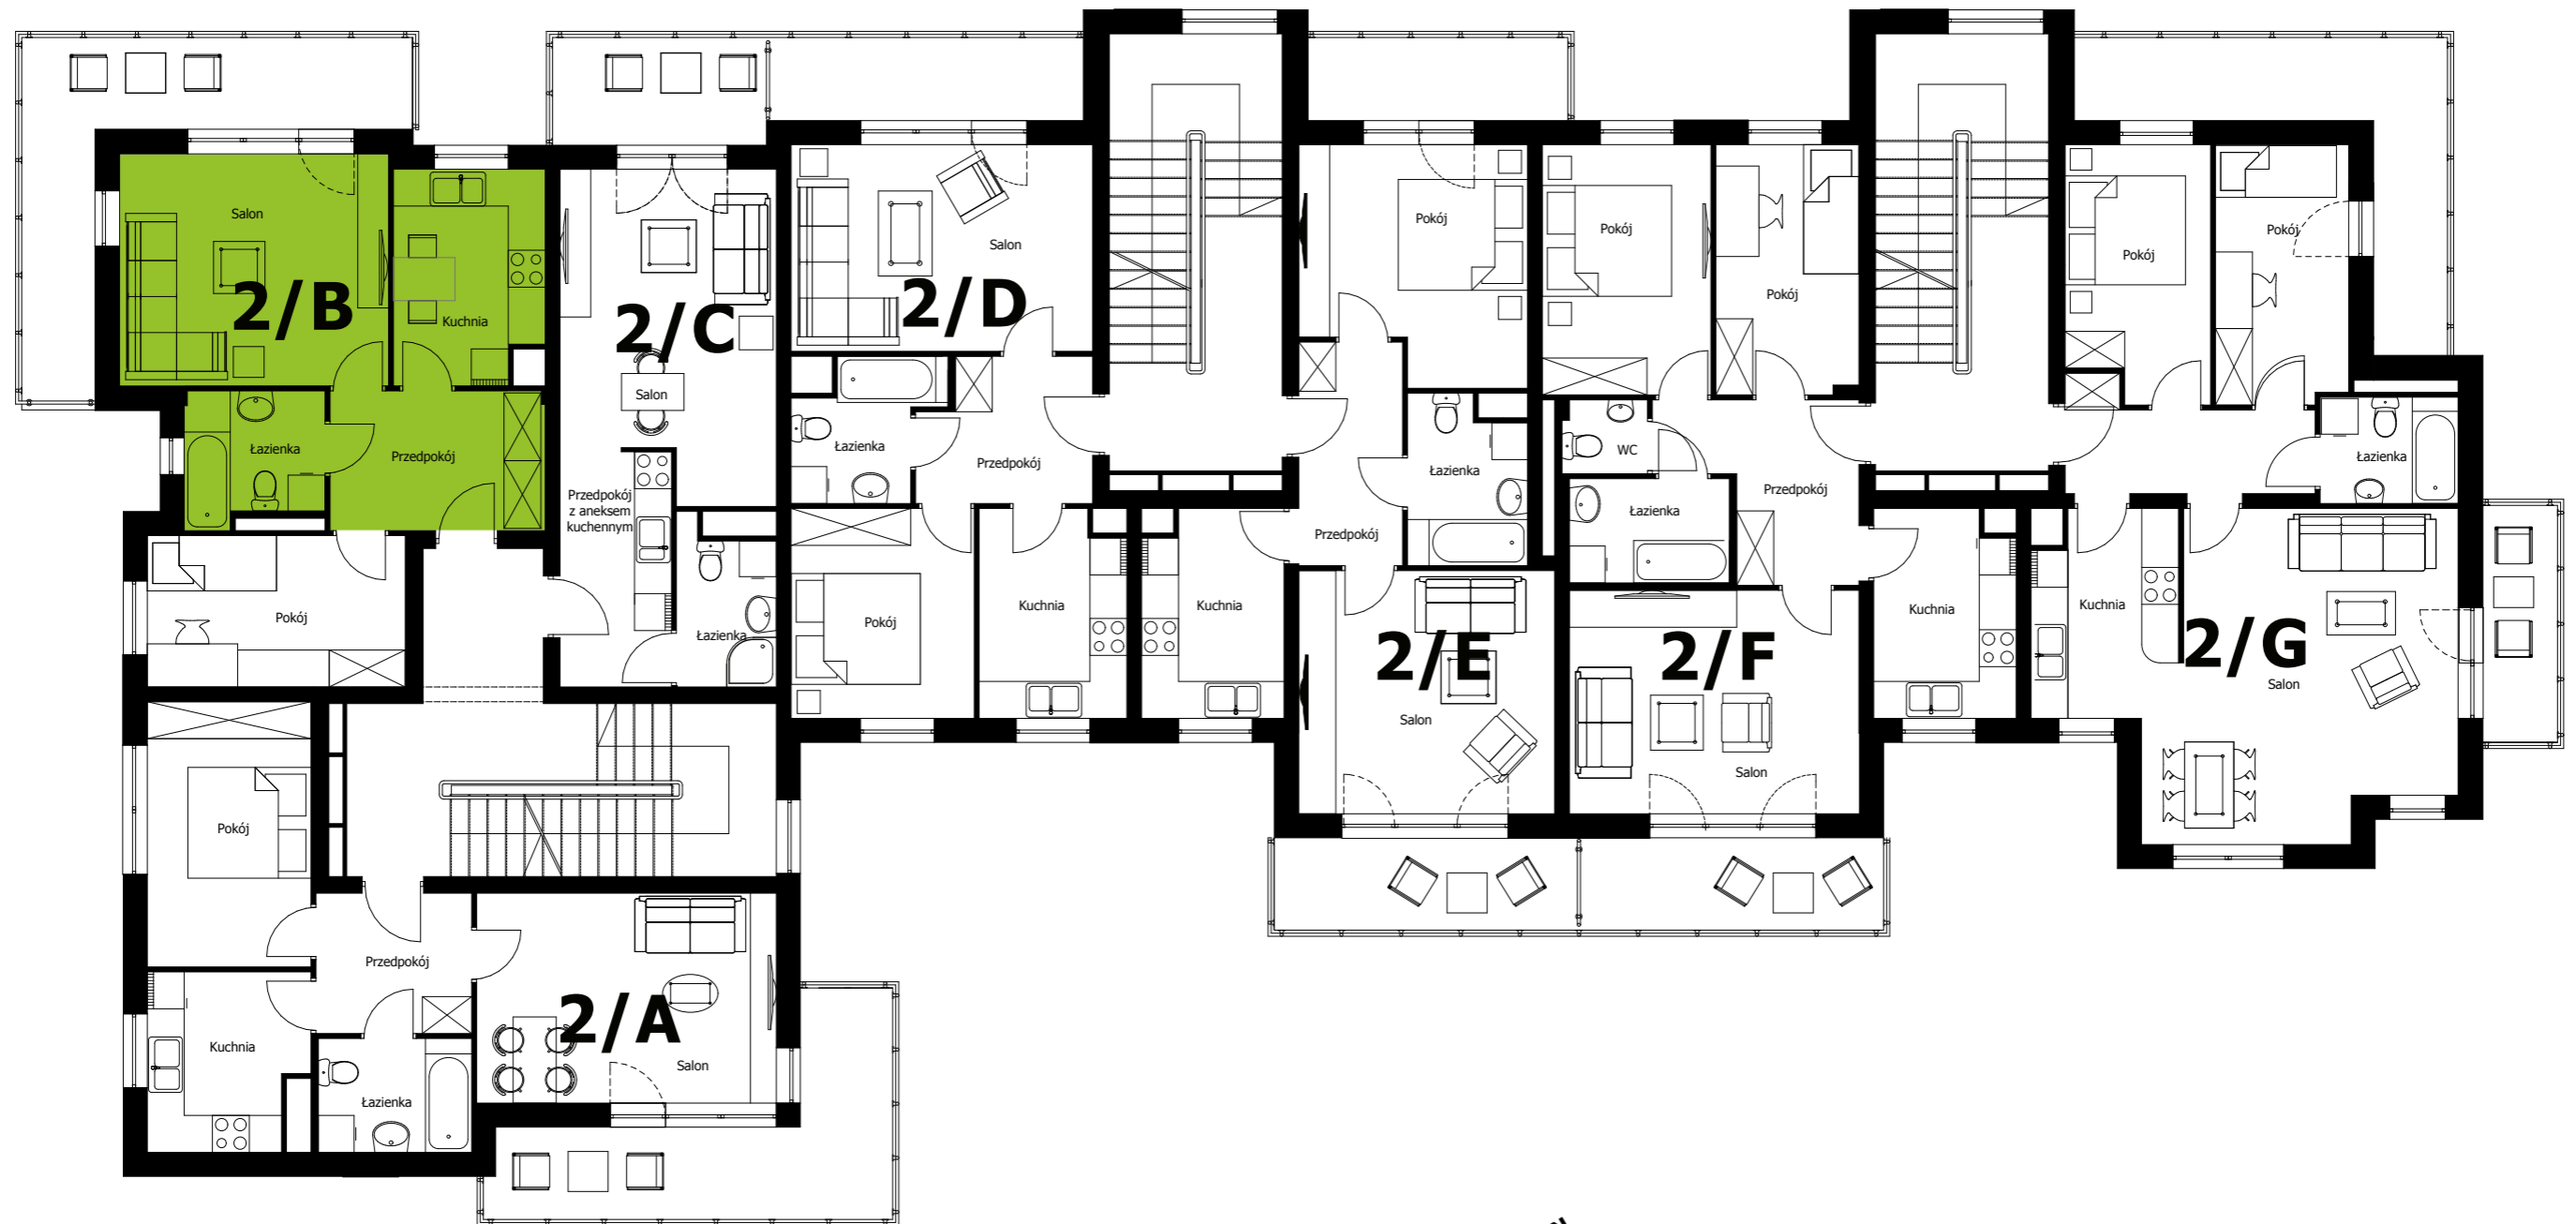 Salon
2/B
Kuchnia
Łazienka
Przedpokój
Pokój
2/C
Salon
Przedpokój
z aneksem
kuchennym
Łazienka
Salon
2/D
Łazienka
Przedpokój
Pokój
Kuchnia
Pokój
Łazienka
Przedpokój
Kuchnia
2/E
Salon
Pokój
Pokój
WC
Łazienka
Przedpokój
Kuchnia
2/F
Salon
Pokój
Pokój
Łazienka
Kuchnia
2/G
Salon
Pokój
Przedpokój
Kuchnia
Łazienka
2/A
Salon